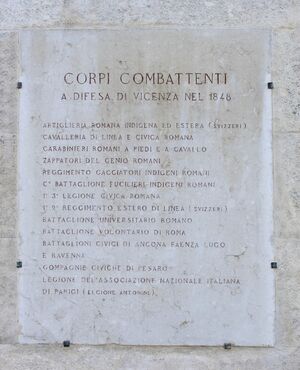 CORPI COMBATTENTI
A DIFESA DI VICENZA NEL 1848
ARTIGLIERIA ROMANA INDIGENA ED ESTERA (SVIZZERI)
CAVALLERIA DI LINEA E CIVICA ROMANA
CARABINIERI ROMANI A PIEDI E A CAVALLO
ZAPPATORI DEL GENIO ROMANI
REGGIMENTO CACCIATORI INDIGENI ROMANI
BATTAGLIONE FUCILIERI INDIGENI ROMANI
1ª 3ª LEGIONE CIVICA ROMANA
REGGIMENTO ESTERO DI LINEA (SVIZZERI)
BATTAGLIONE UNIVERSITARIO ROMANO
BATTAGLIONE VOLONTARIO DI ROMA
BATTAGLIONI CIVICI DI ANCONA FAENZA LUGO
E RAVENNA
COMPAGNIE CIVICHE DI PESARO
LEGIONE DELL'ASSOCIAZIONE NAZIONALE ITALIANA
DI PARIGI (LEGIONE ANTONINI)